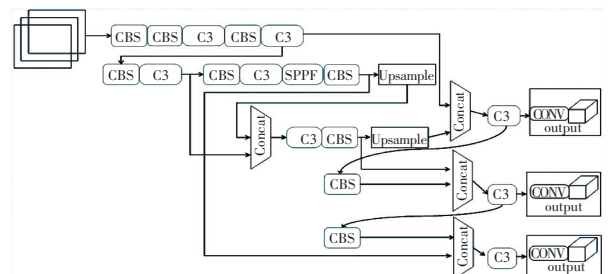 CBS CBS C3 CBS C3
CBS C3 CBS C3 SPPF CBS Upsample
Concat
C3
CONV
output
Concat
C3 CBS Upsample
CBS
Concat
C3
CONV
output
CBS
Concat
C3
CONV
output